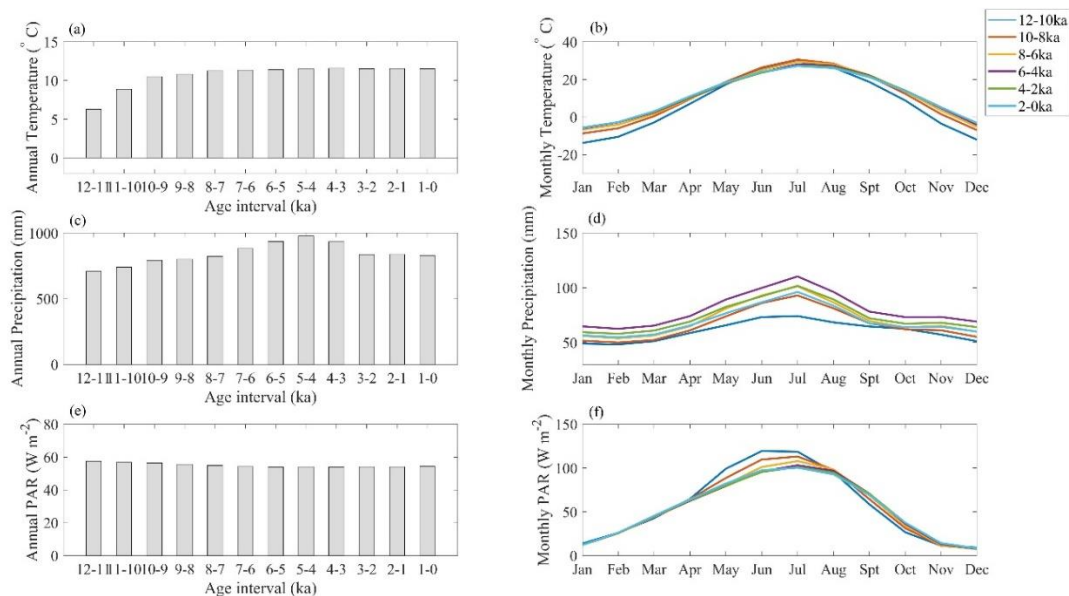 (a)
Annual Temperature (° C)
15
10
5
0
12-11
11-10
10-9
9-8
8-7
7-6
6-5
5-4
4-3
3-2
2-1
1-0
Age interval (ka)
(b)
Monthly Temperature (° C)
40
20
0
-20
Jan Feb Mar Apr May Jun Jul Aug Spt Oct Nov Dec
12-10ka
10-8ka
8-6ka
6-4ka
4-2ka
2-0ka
(c)
Annual Precipitation (mm)
1000
500
0
12-11
11-10
10-9
9-8
8-7
7-6
6-5
5-4
4-3
3-2
2-1
1-0
Age interval (ka)
(d)
Monthly Precipitation (mm)
150
100
50
Jan Feb Mar Apr May Jun Jul Aug Spt Oct Nov Dec
(e)
Annual PAR (W m-2)
80
60
40
20
0
12-11
11-10
10-9
9-8
8-7
7-6
6-5
5-4
4-3
3-2
2-1
1-0
Age interval (ka)
(f)
Monthly PAR (W m-2)
150
100
50
0
Jan Feb Mar Apr May Jun Jul Aug Spt Oct Nov Dec